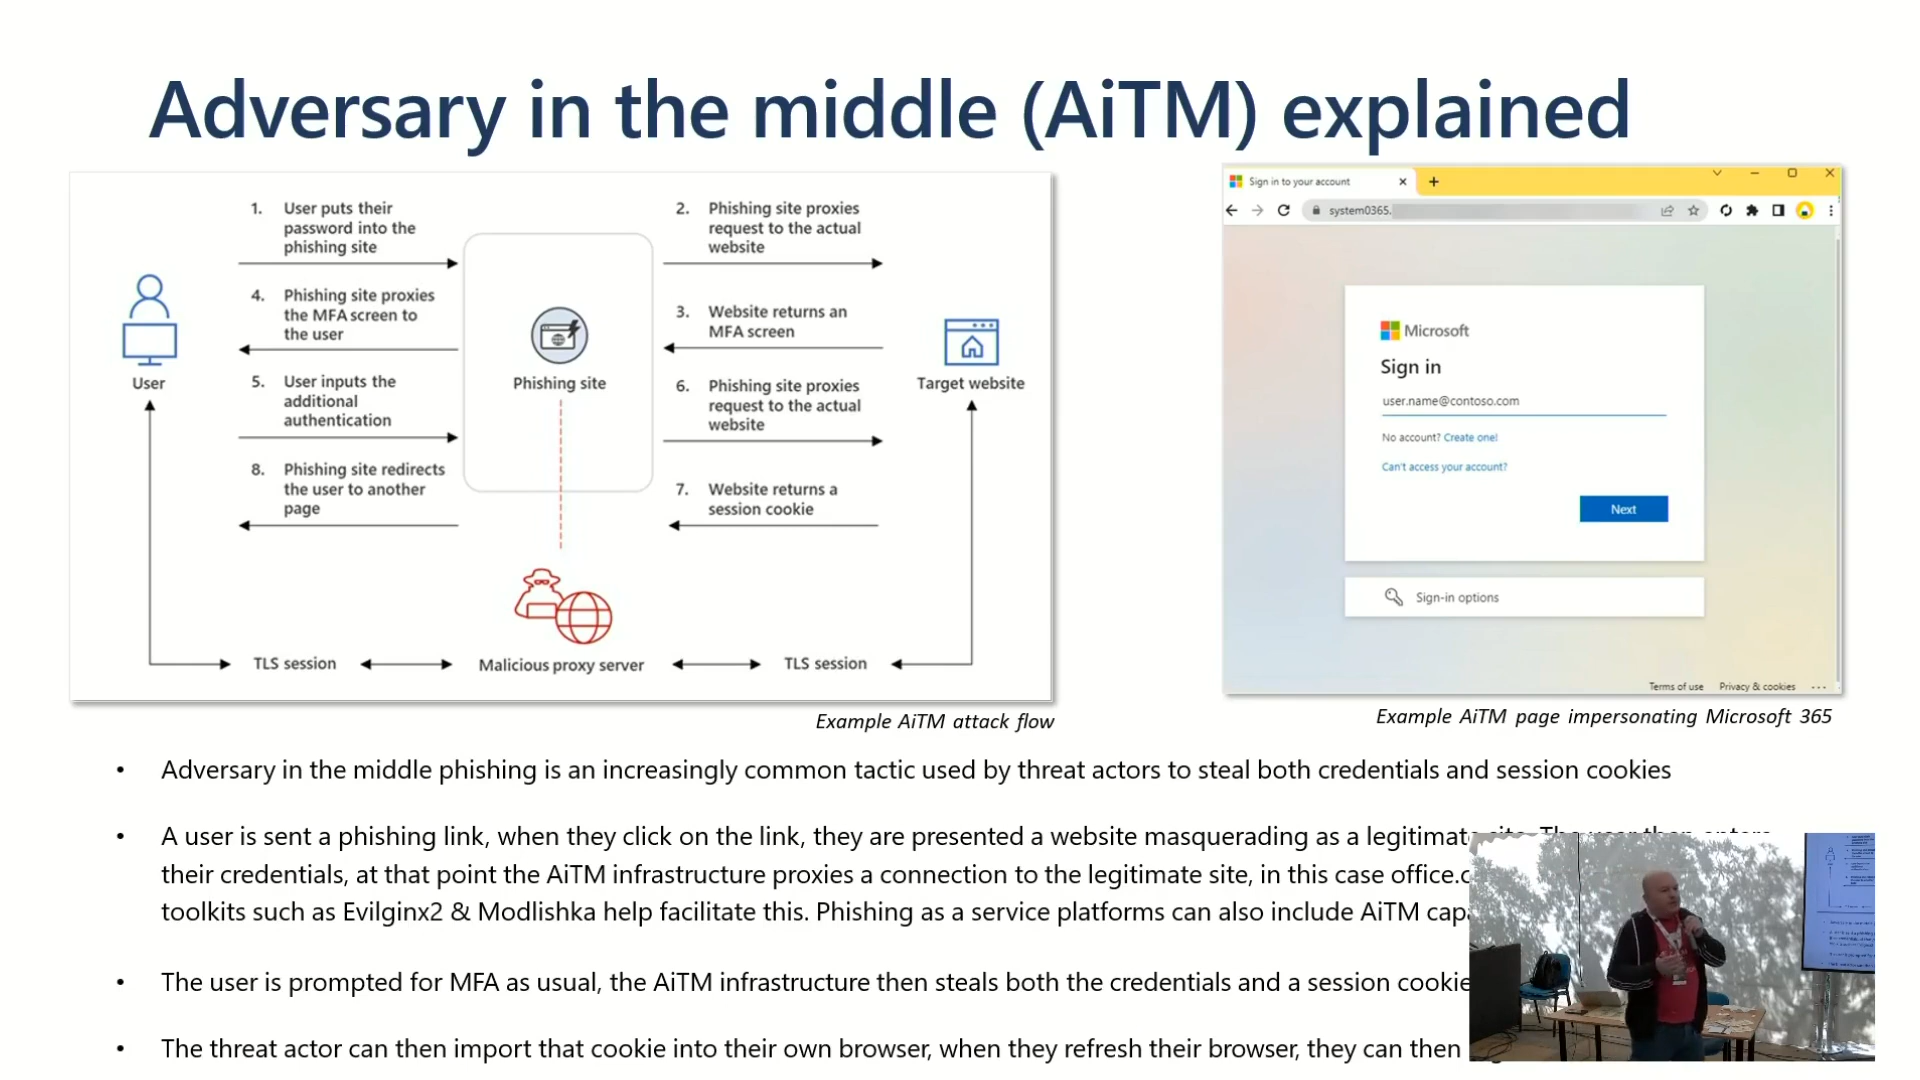 Adversary in the middle (AiTM) explained
1. User puts their
password into the
phishing site
2. Phishing site proxies
request to the actual
website
3. Website returns an
MFA screen
4. Phishing site proxies
the MFA screen to
the user
5. User inputs the
additional
authentication
6. Phishing site proxies
request to the actual
website
7. Website returns a
session cookie
8. Phishing site redirects
the user to another
page
User
Phishing site
Target website
TLS session
Malicious proxy server
TLS session
Example AiTM attack flow
Sign in to your account
system0365.
Microsoft
Sign in
user.name@contoso.com
No account? Create one!
Can't access your account?
Next
Sign-in options
Terms of use Privacy & cookies ...
Example AiTM page impersonating Microsoft 365
• Adversary in the middle phishing is an increasingly common tactic used by threat actors to steal both credentials and session cookies
• A user is sent a phishing link, when they click on the link, they are presented a website masquerading as a legitimate site. The user then enters
their credentials, at that point the AiTM infrastructure proxies a connection to the legitimate site, in this case
toolkits such as Evilginx2 & Modlishka help facilitate this. Phishing as a service platforms can also include AiTM
• The user is prompted for MFA as usual, the AiTM infrastructure then steals both the credentials and a session cookie
• The threat actor can then import that cookie into their own browser, when they refresh their browser, they can then